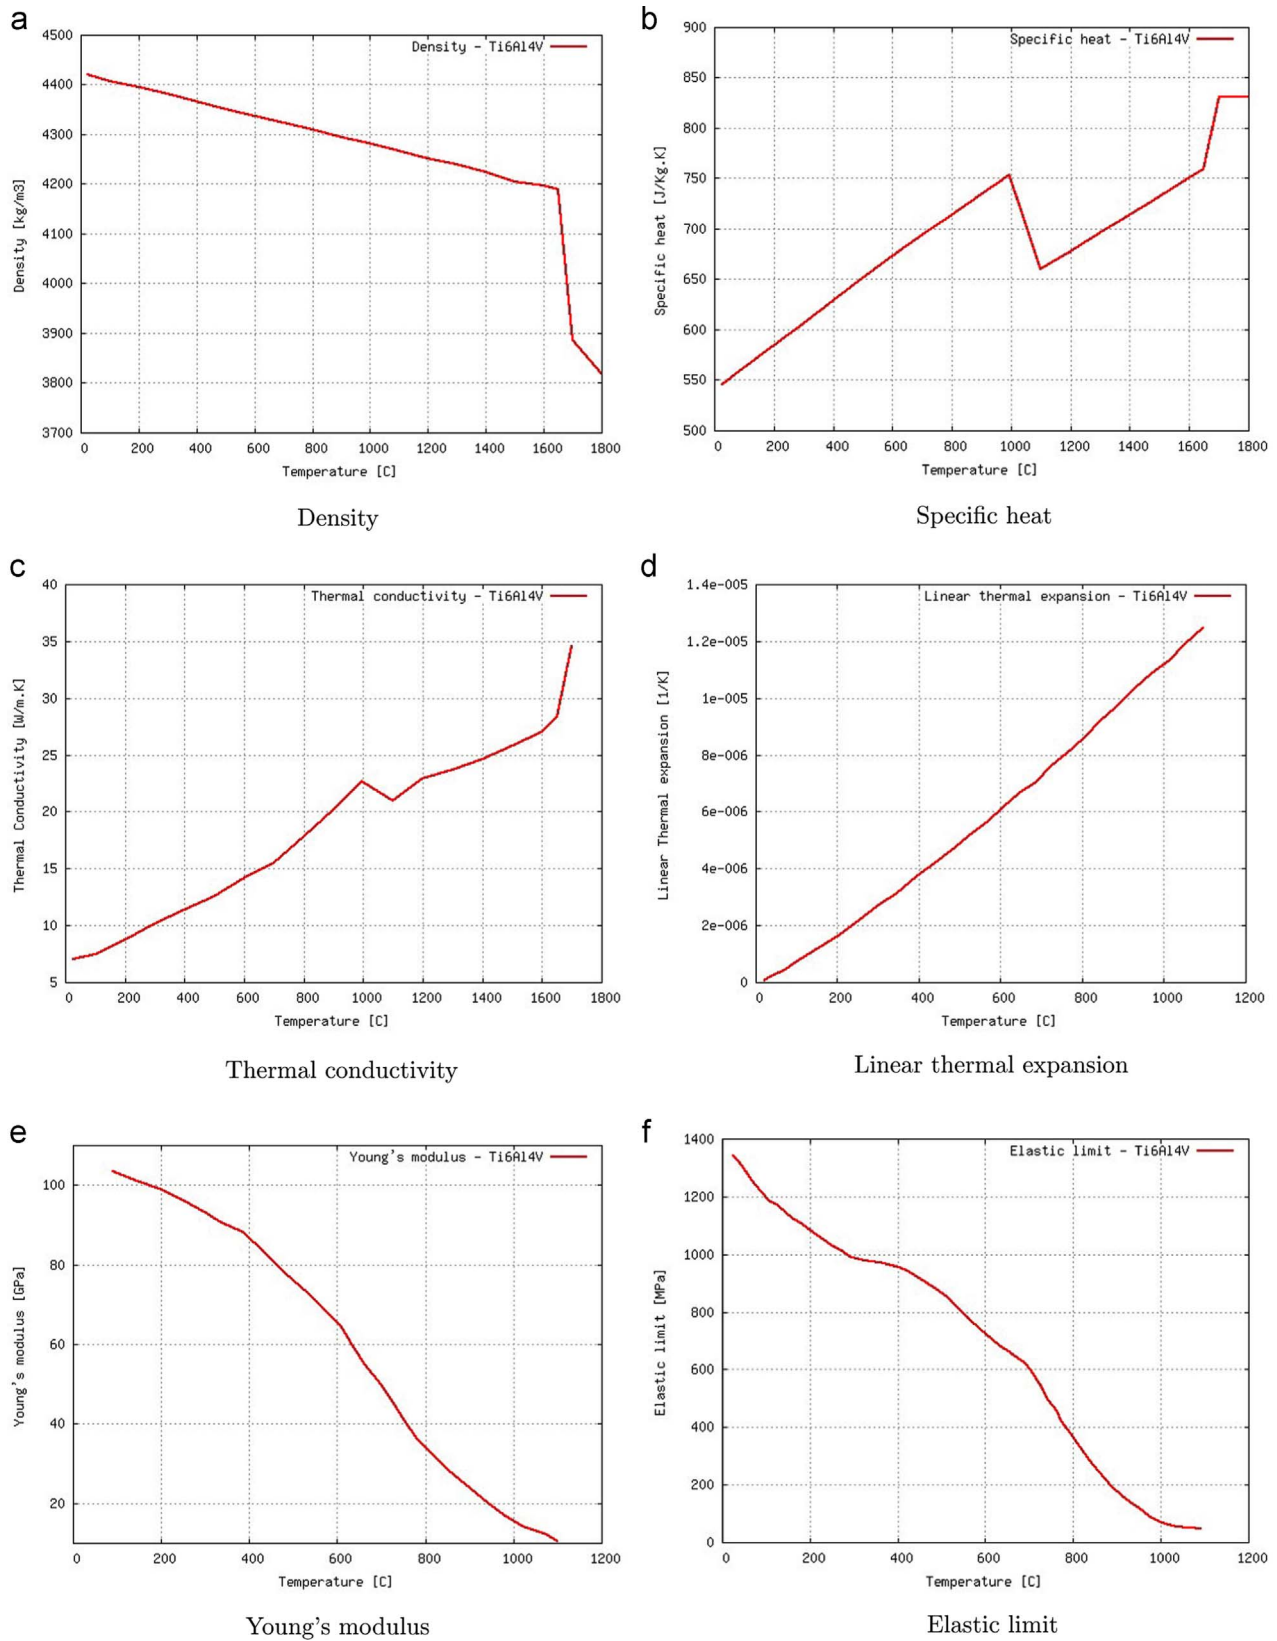 a
4500
4400
4300
4200
4100
4000
3900
3800
3700
Density [kg/m3]
Density - Ti6Al4V
0 200 400 600 800 1000 1200 1400 1600 1800
Temperature [C]
Density
b
900
850
800
750
700
650
600
550
500
Specific heat [J/Kg.K]
Specific heat - Ti6Al4V
0 200 400 600 800 1000 1200 1400 1600 1800
Temperature [C]
Specific heat
c
40
35
30
25
20
15
10
5
Thermal Conductivity [W/m.K]
Thermal conductivity - Ti6Al4V
0 200 400 600 800 1000 1200 1400 1600 1800
Temperature [C]
Thermal conductivity
d
1.4e-005
1.2e-005
1e-005
8e-006
6e-006
4e-006
2e-006
0
Linear Thermal expansion [1/K]
Linear thermal expansion - Ti6Al4V
0 200 400 600 800 1000 1200
Temperature [C]
Linear thermal expansion
e
100
80
60
40
20
Young's modulus [GPa]
Young's modulus - Ti6Al4V
0 200 400 600 800 1000 1200
Temperature [C]
Young's modulus
f
1400
1200
1000
800
600
400
200
0
Elastic limit [MPa]
Elastic limit - Ti6Al4V
0 200 400 600 800 1000 1200
Temperature [C]
Elastic limit